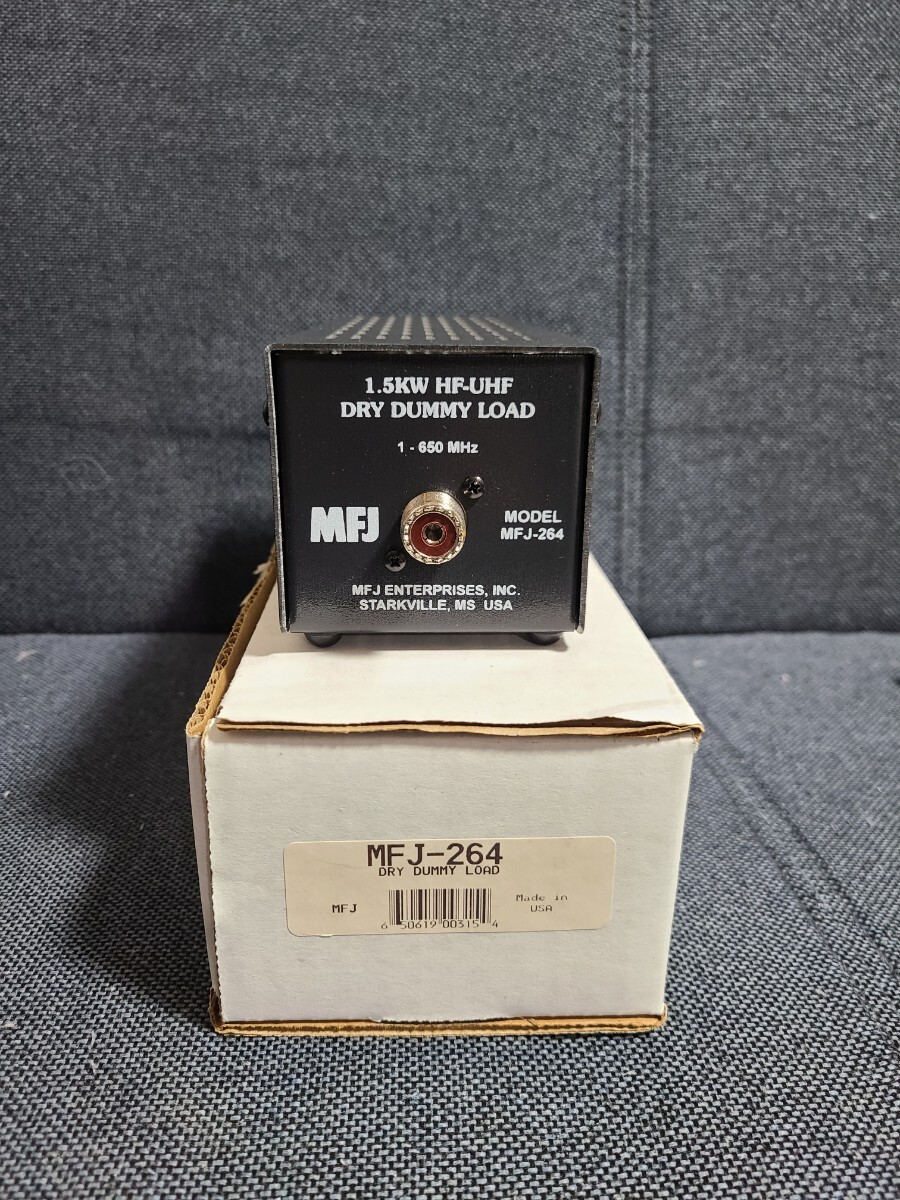 1.5KW HF-UHF
DRY DUMMY LOAD
1 - 650 MHz
MFJ
MODEL
MFJ-264
MFJ ENTERPRISES, INC.
STARKVILLE, MS USA
MFJ-264
DRY DUMMY LOAD
MFJ
Made in
USA
6 50619 00315 4